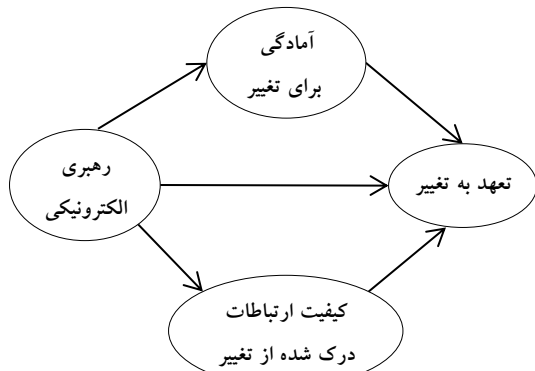 آمادگی
برای تغییر
رهبری
الکترونیکی
تعهد به تغییر
کیفیت ارتباطات
درک شده از تغییر